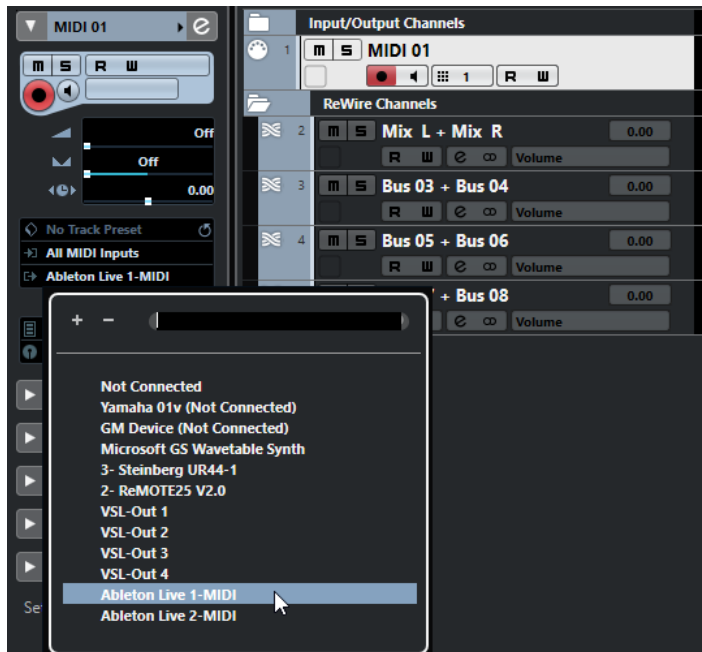 MIDI 01
m S R W
Off
Off
0.00
No Track Preset
All MIDI Inputs
Ableton Live 1-MIDI
Input/Output Channels
1 m S MIDI 01
1 R W
ReWire Channels
2 m S Mix L + Mix R 0.00
R W e Volume
3 m S Bus 03 + Bus 04 0.00
R W e Volume
4 m S Bus 05 + Bus 06 0.00
R W e Volume
+ Bus 08 0.00
e Volume
+ −
Not Connected
Yamaha 01v (Not Connected)
GM Device (Not Connected)
Microsoft GS Wavetable Synth
3- Steinberg UR44-1
2- ReMOTE25 V2.0
VSL-Out 1
VSL-Out 2
VSL-Out 3
VSL-Out 4
Ableton Live 1-MIDI
Ableton Live 2-MIDI